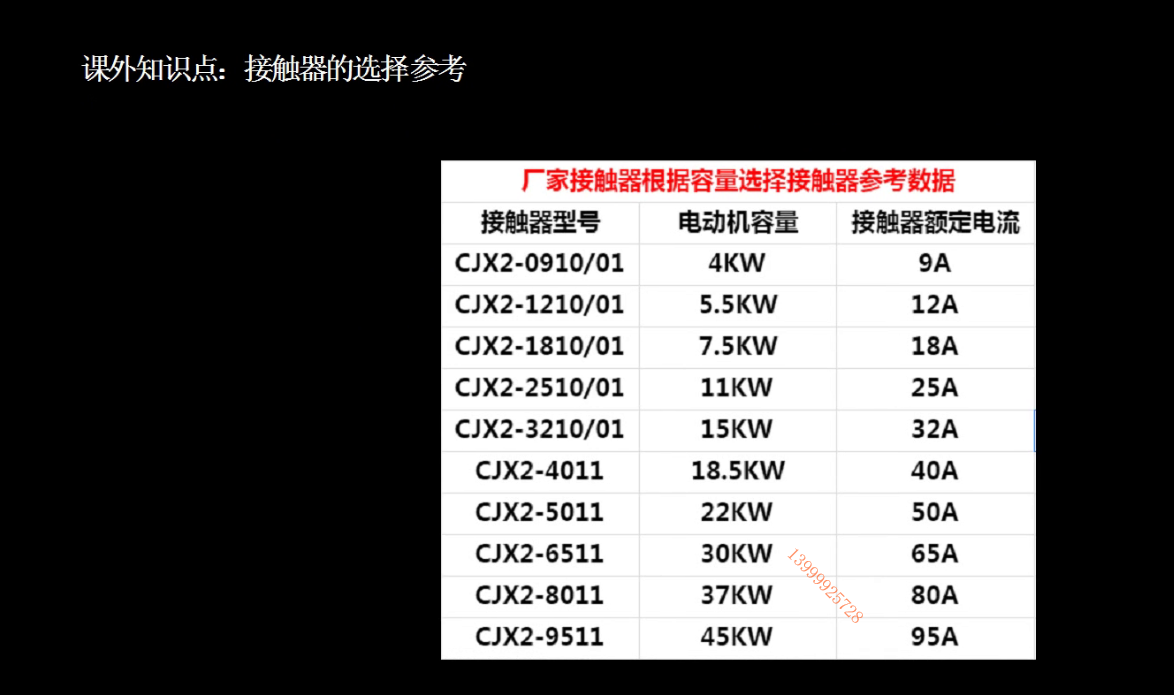 课外知识点：接触器的选择参考
厂家接触器根据容量选择接触器参考数据
接触器型号 电动机容量 接触器额定电流
CJX2-0910/01 4KW 9A
CJX2-1210/01 5.5KW 12A
CJX2-1810/01 7.5KW 18A
CJX2-2510/01 11KW 25A
CJX2-3210/01 15KW 32A
CJX2-4011 18.5KW 40A
CJX2-5011 22KW 50A
CJX2-6511 30KW 65A
13999925728
CJX2-8011 37KW 80A
CJX2-9511 45KW 95A